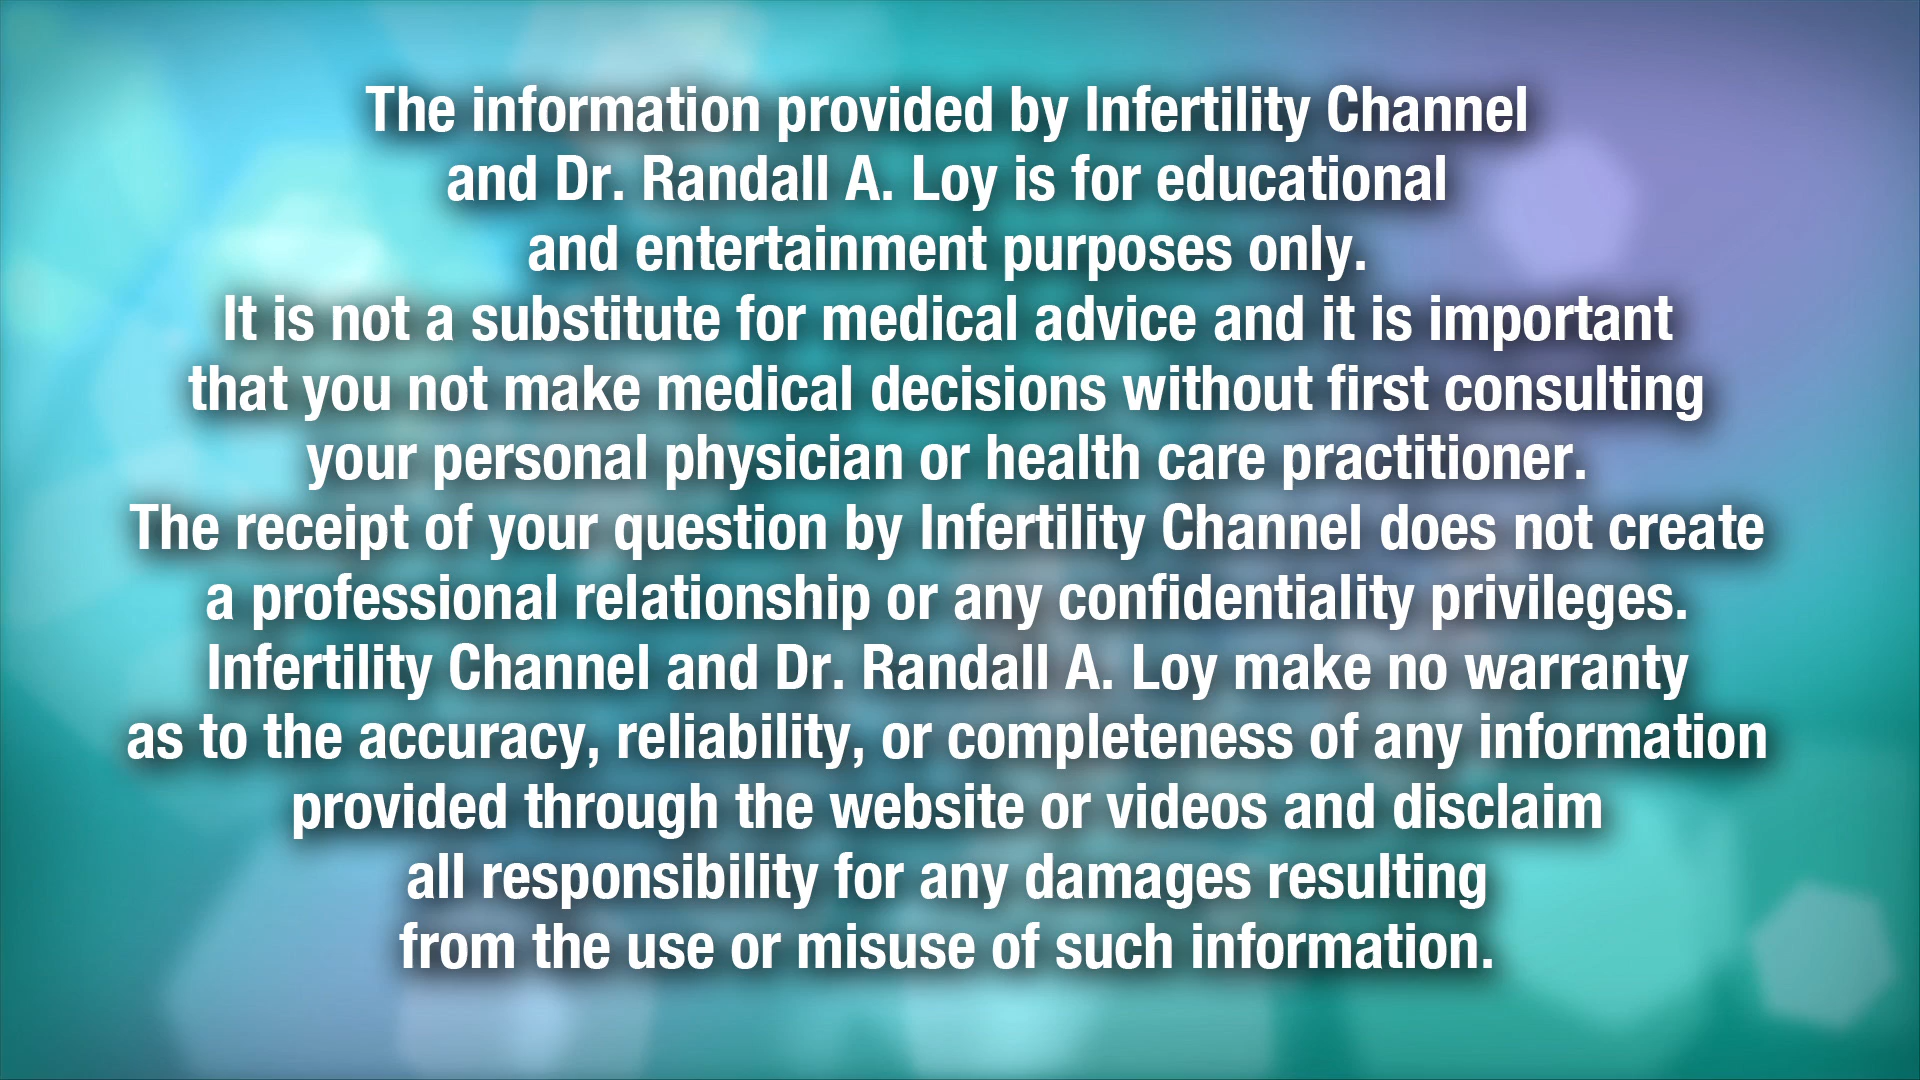 The information provided by Infertility Channel
and Dr. Randall A. Loy is for educational
and entertainment purposes only.
It is not a substitute for medical advice and it is important
that you not make medical decisions without first consulting
your personal physician or health care practitioner.
The receipt of your question by Infertility Channel does not create
a professional relationship or any confidentiality privileges.
Infertility Channel and Dr. Randall A. Loy make no warranty
as to the accuracy, reliability, or completeness of any information
provided through the website or videos and disclaim
all responsibility for any damages resulting
from the use or misuse of such information.